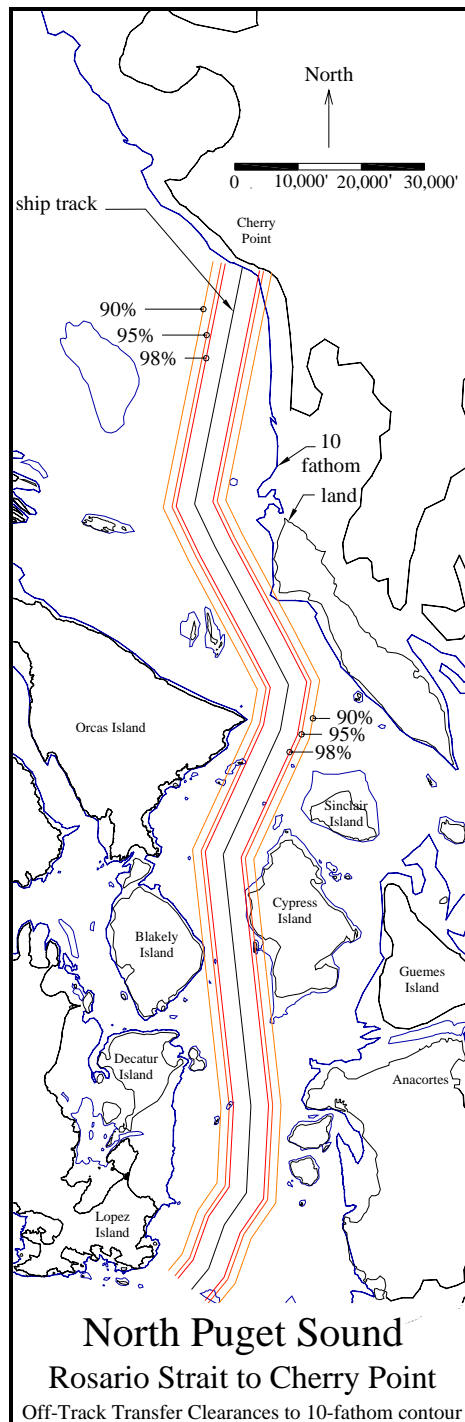 North
0 10,000' 20,000' 30,000'
ship track
Cherry
Point
90%
95%
98%
10
fathom
land
Orcas Island
90%
95%
98%
Sinclair
Island
Cypress
Island
Blakely
Island
Guemes
Island
Decatur
Island
Anacortes
Lopez
Island
North Puget Sound
Rosario Strait to Cherry Point
Off-Track Transfer Clearances to 10-fathom contour